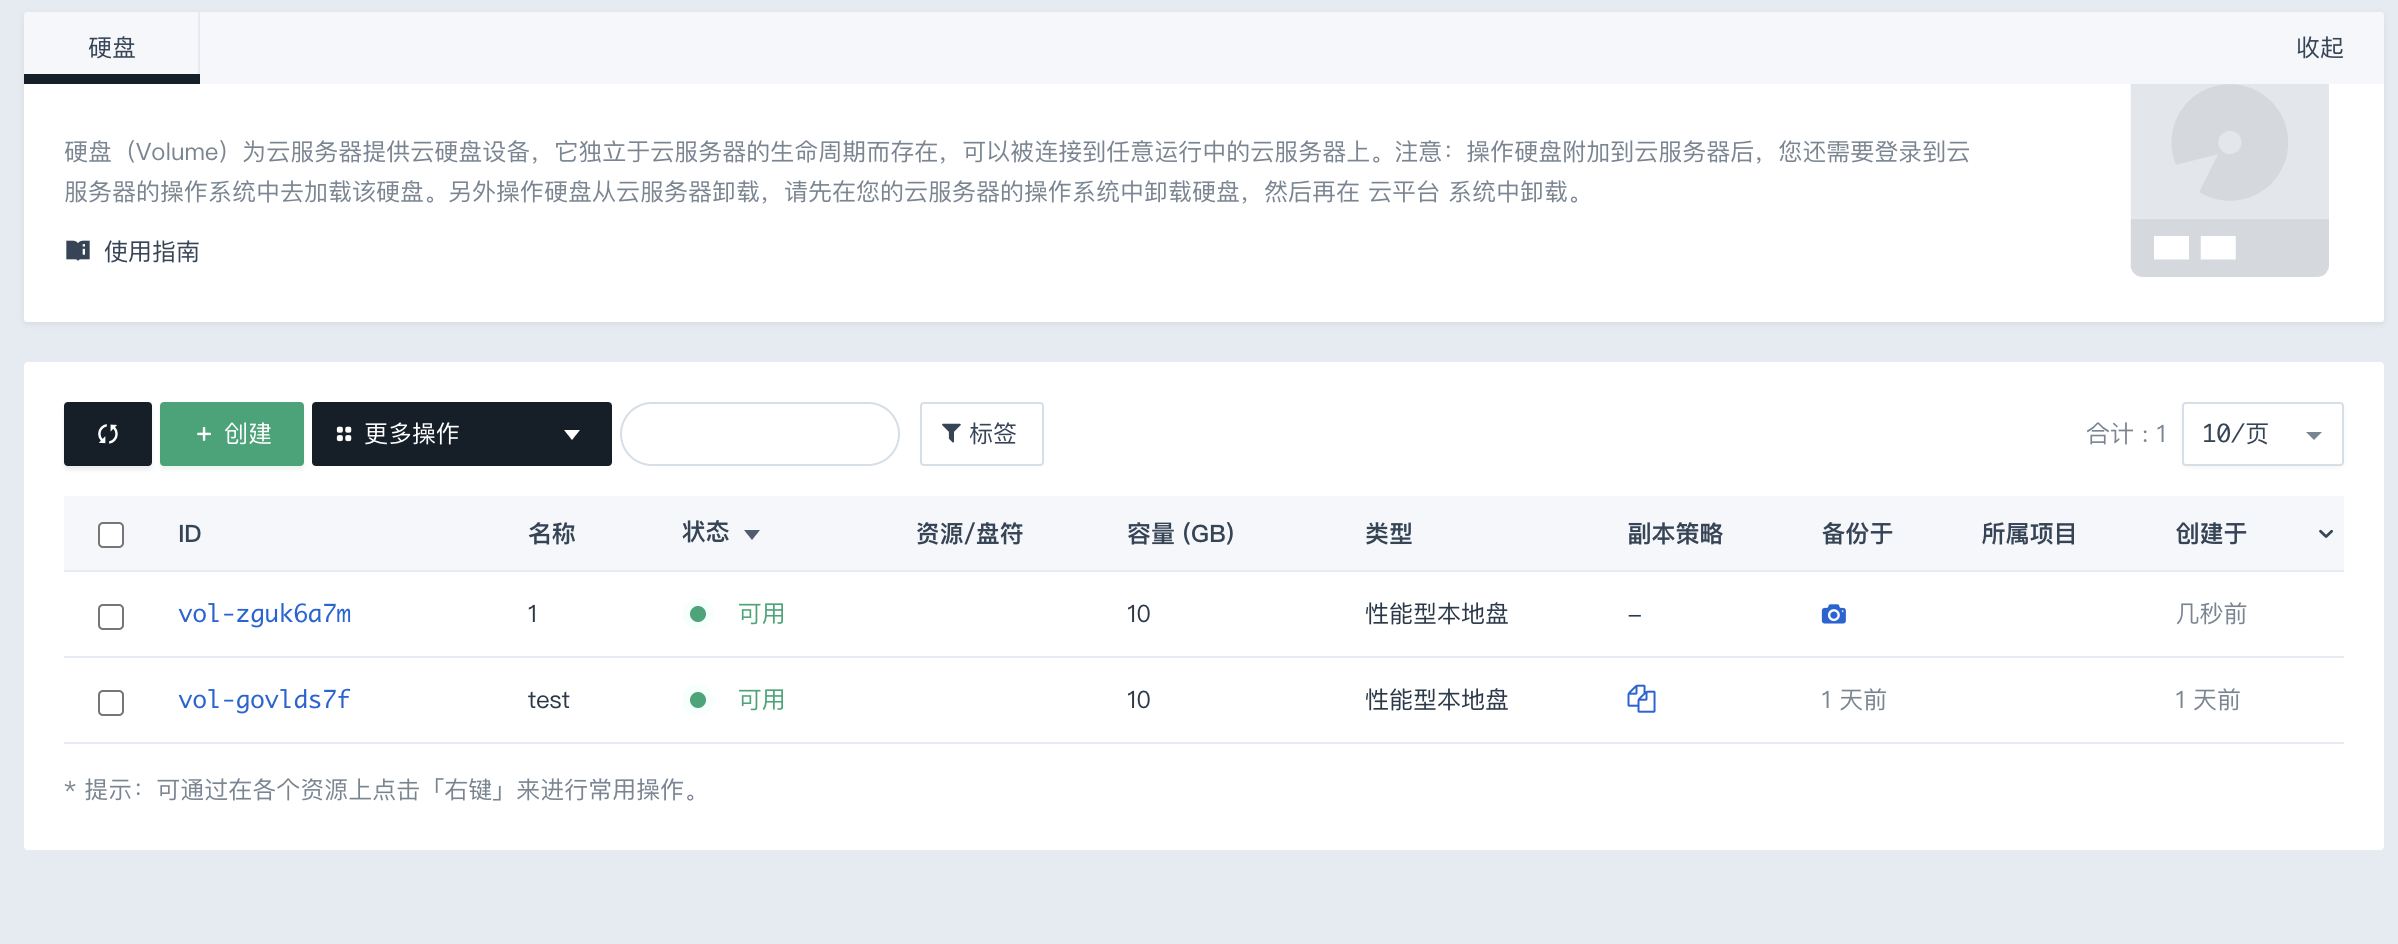 硬盘
收起
硬盘（Volume）为云服务器提供云硬盘设备，它独立于云服务器的生命周期而存在，可以被连接到任意运行中的云服务器上。注意：操作硬盘附加到云服务器后，您还需要登录到云
服务器的操作系统中去加载该硬盘。另外操作硬盘从云服务器卸载，请先在您的云服务器的操作系统中卸载硬盘，然后再在 云平台 系统中卸载。
使用指南
+ 创建 更多操作 标签 合计 : 1 10/页
ID 名称 状态 资源/盘符 容量 (GB) 类型 副本策略 备份于 所属项目 创建于
vol-zguk6a7m 1 可用 10 性能型本地盘 – 几秒前
vol-govlds7f test 可用 10 性能型本地盘 1 天前 1 天前
* 提示：可通过在各个资源上点击「右键」来进行常用操作。